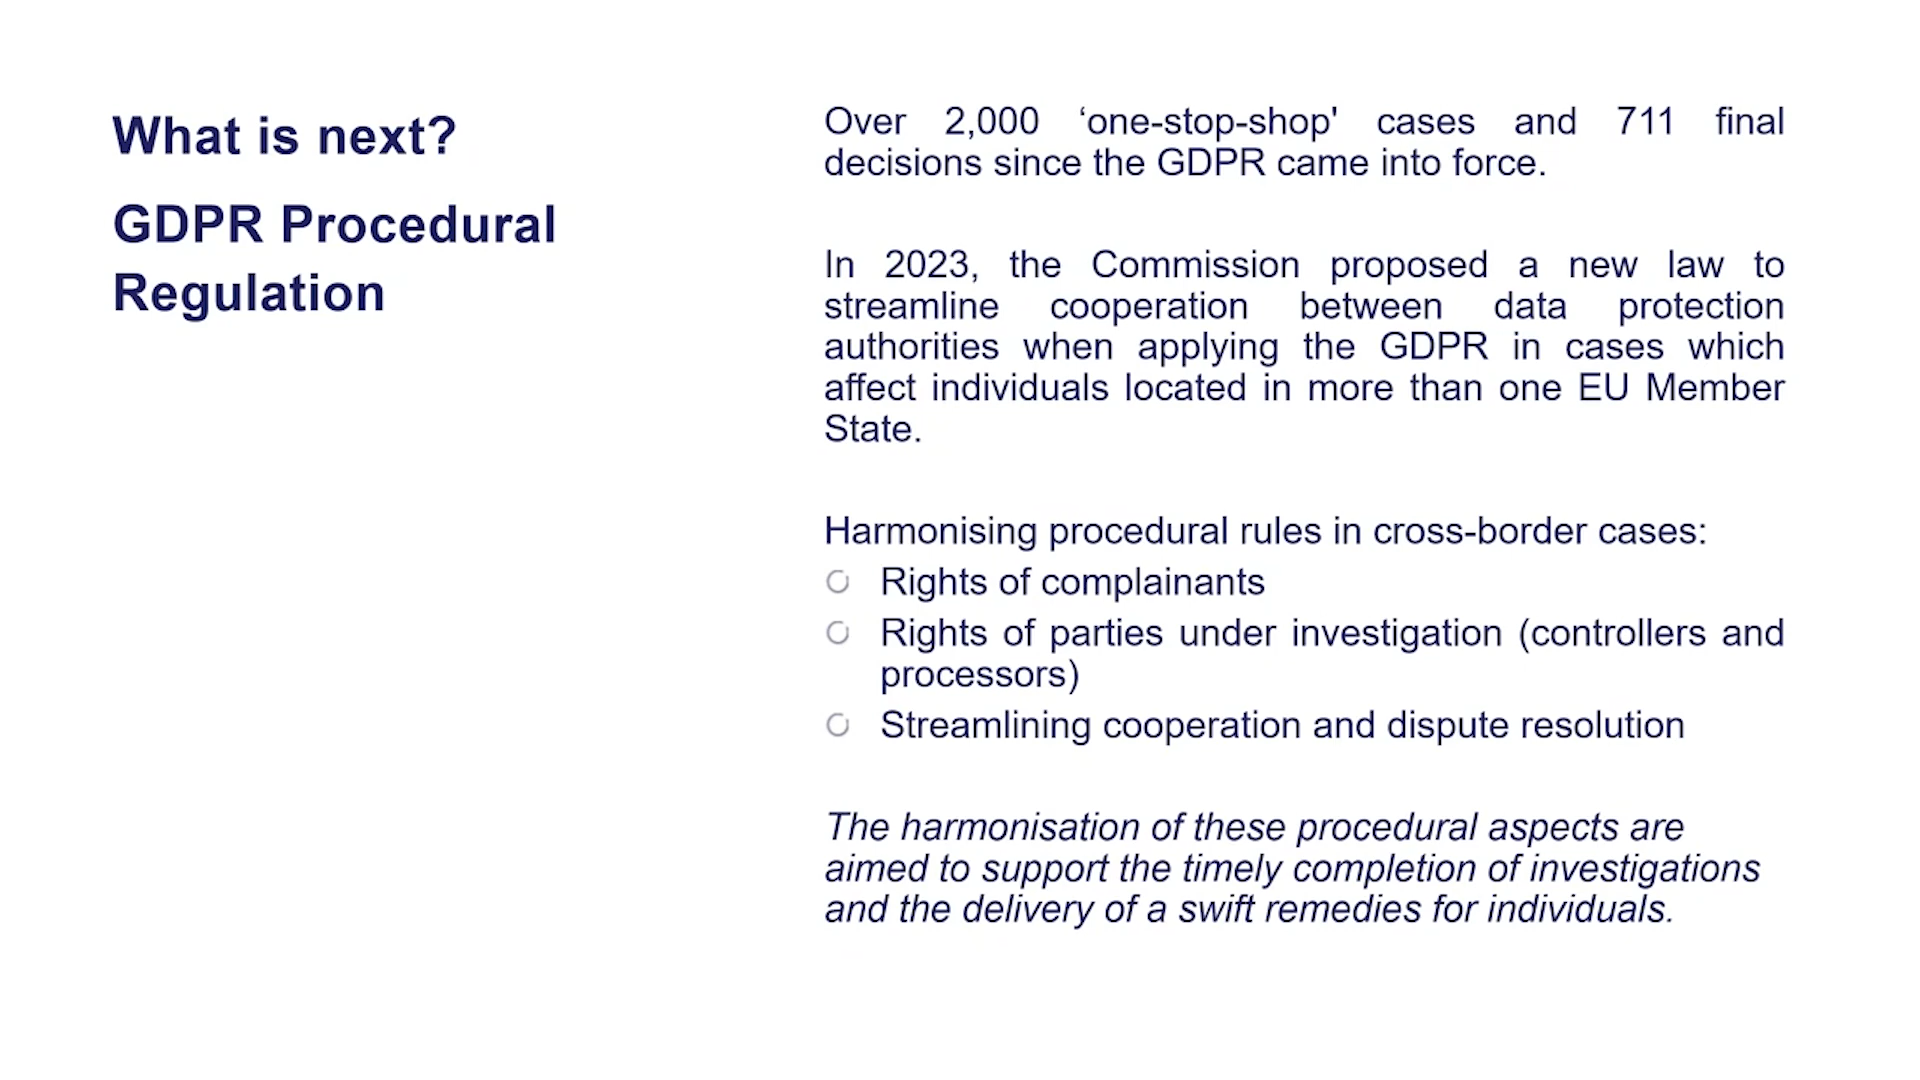 What is next?
GDPR Procedural
Regulation
Over 2,000 ‘one-stop-shop' cases and 711 final
decisions since the GDPR came into force.
In 2023, the Commission proposed a new law to
streamline cooperation between data protection
authorities when applying the GDPR in cases which
affect individuals located in more than one EU Member
State.
Harmonising procedural rules in cross-border cases:
Rights of complainants
Rights of parties under investigation (controllers and
processors)
Streamlining cooperation and dispute resolution
The harmonisation of these procedural aspects are
aimed to support the timely completion of investigations
and the delivery of a swift remedies for individuals.